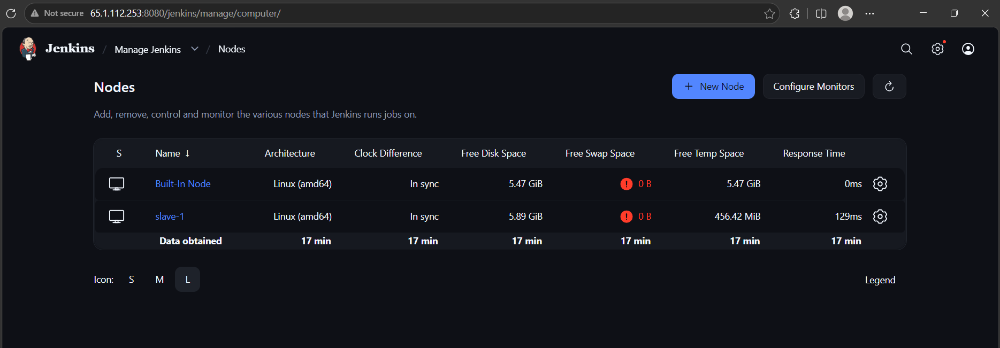 Not secure 65.1.112.253:8080/jenkins/manage/computer/
Jenkins / Manage Jenkins / Nodes
Nodes
+ New Node
Configure Monitors
Add, remove, control and monitor the various nodes that Jenkins runs jobs on.
S Name ↓ Architecture Clock Difference Free Disk Space Free Swap Space Free Temp Space Response Time
Built-In Node Linux (amd64) In sync 5.47 GiB 0 B 5.47 GiB 0ms
slave-1 Linux (amd64) In sync 5.89 GiB 0 B 456.42 MiB 129ms
Data obtained 17 min 17 min 17 min 17 min 17 min 17 min
Icon: S M L
Legend